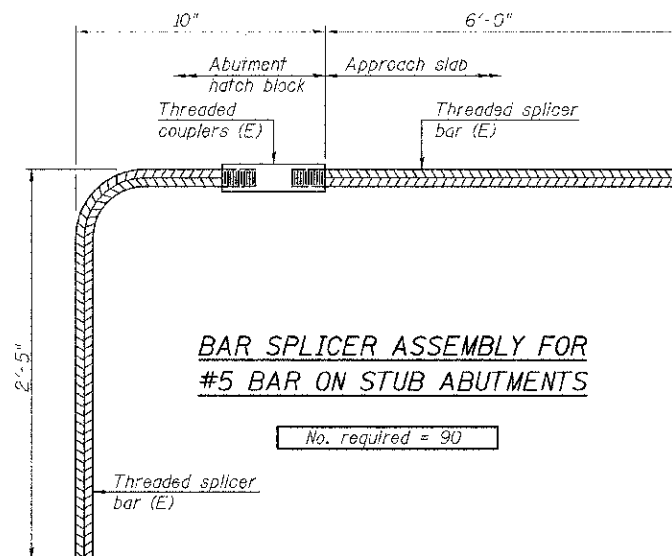 10"
6'-0"
Abutment
hatch block
Approach slab
Threaded
couplers (E)
Threaded splicer
bar (E)
2'-5"
BAR SPLICER ASSEMBLY FOR
#5 BAR ON STUB ABUTMENTS
No. required = 90
Threaded splicer
bar (E)